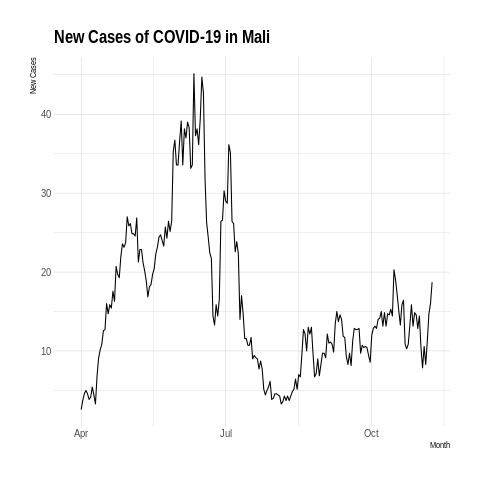 New Cases of COVID-19 in Mali
New Cases
40
30
20
10
Apr
Jul
Oct
Month